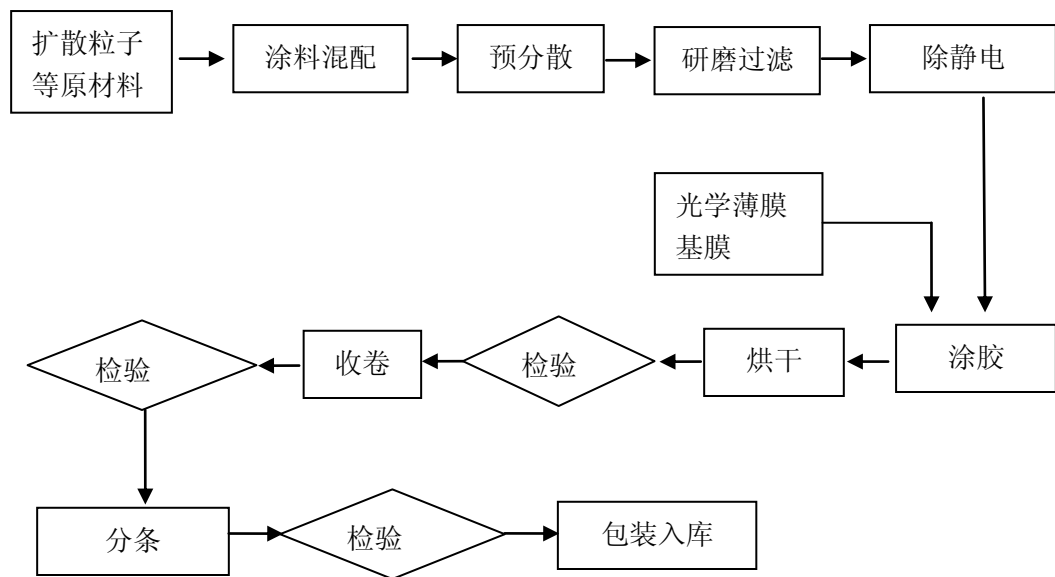 扩散粒子
等原材料
涂料混配
预分散
研磨过滤
除静电
光学薄膜
基膜
涂胶
烘干
检验
收卷
检验
分条
检验
包装入库